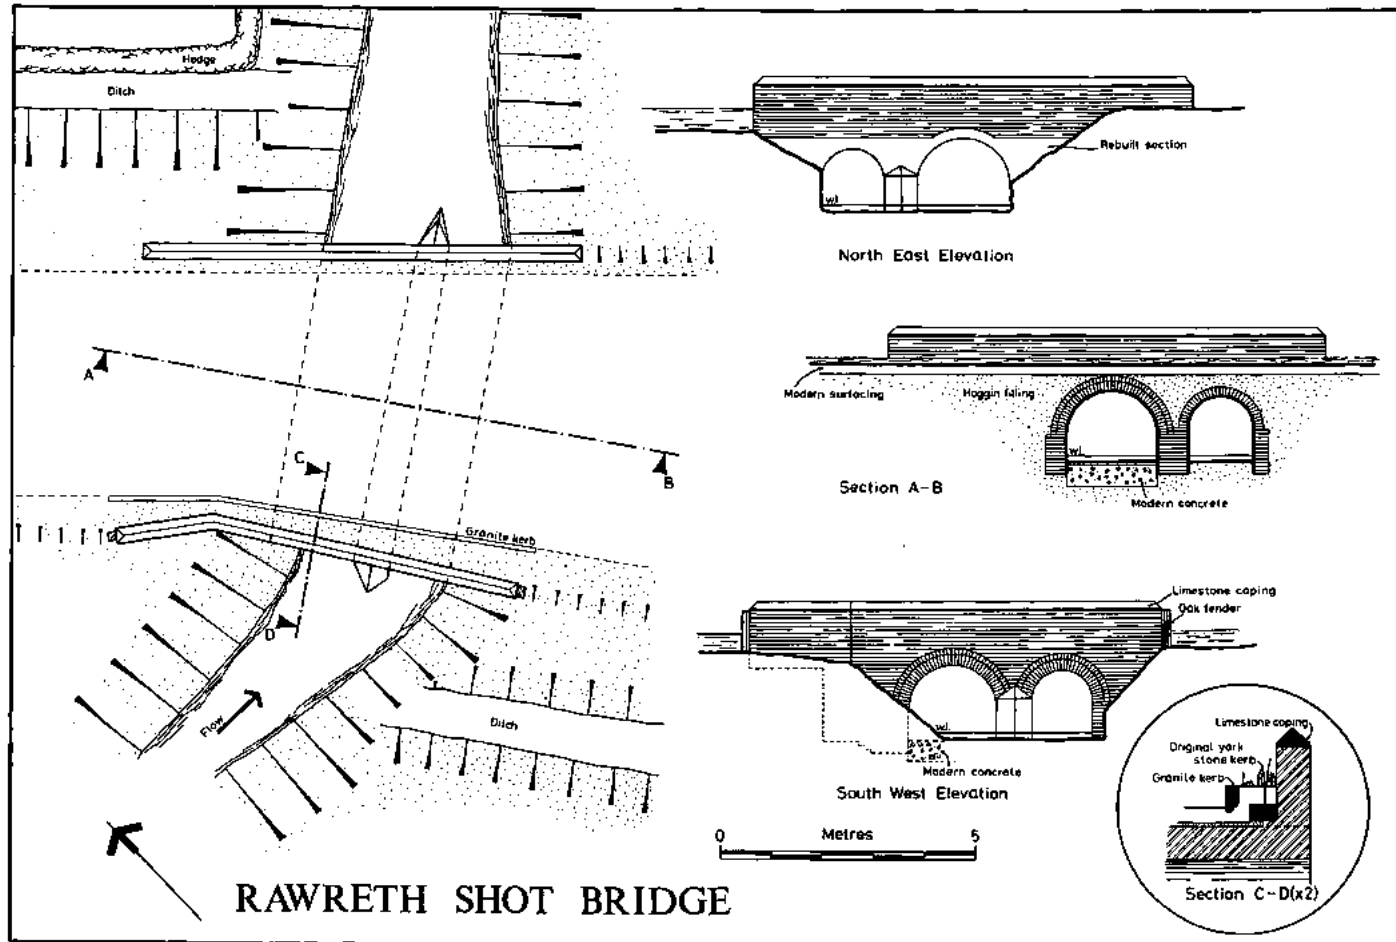 Hedge
Ditch
A
B
C
D
Granite kerb
Flow
Ditch
RAWRETH SHOT BRIDGE
Rebuilt section
wl.
North East Elevation
Modern surfacing
Hoggin filling
wl.
Section A-B
Modern concrete
Limestone coping
Oak fender
wl.
Modern concrete
South West Elevation
0 Metres 5
Limestone coping
Original york
stone kerb
Granite kerb
Section C-D(x2)